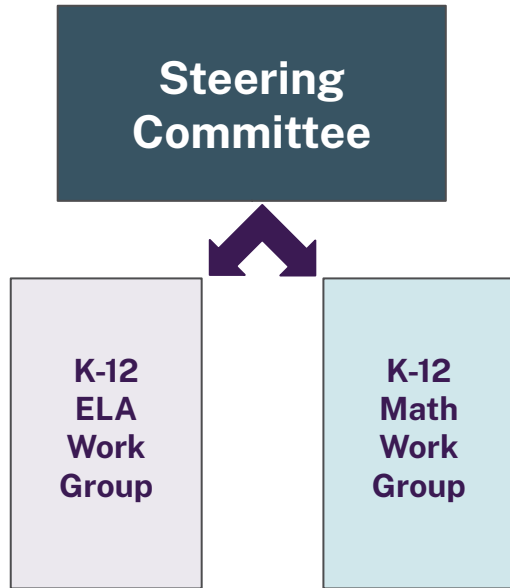 Steering
Committee
K-12
ELA
Work
Group
K-12
Math
Work
Group